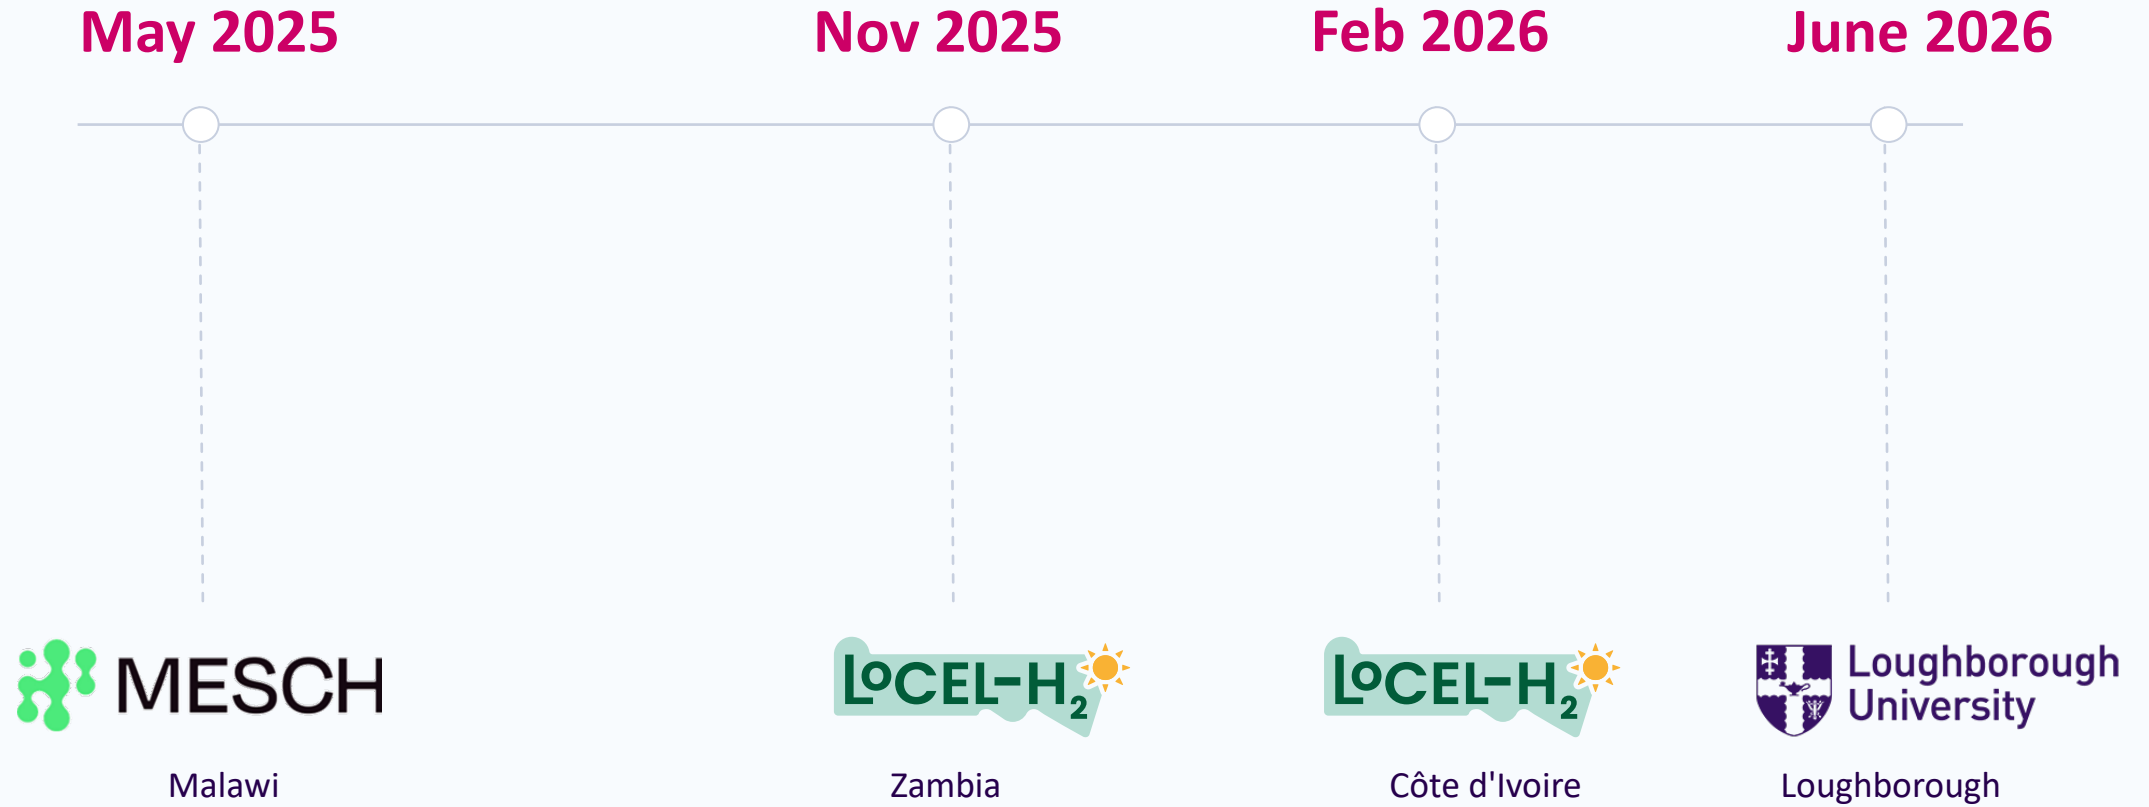 May 2025
Nov 2025
Feb 2026
June 2026
MESCH
LoCEL-H2
LoCEL-H2
Loughborough
University
Malawi
Zambia
Côte d'Ivoire
Loughborough